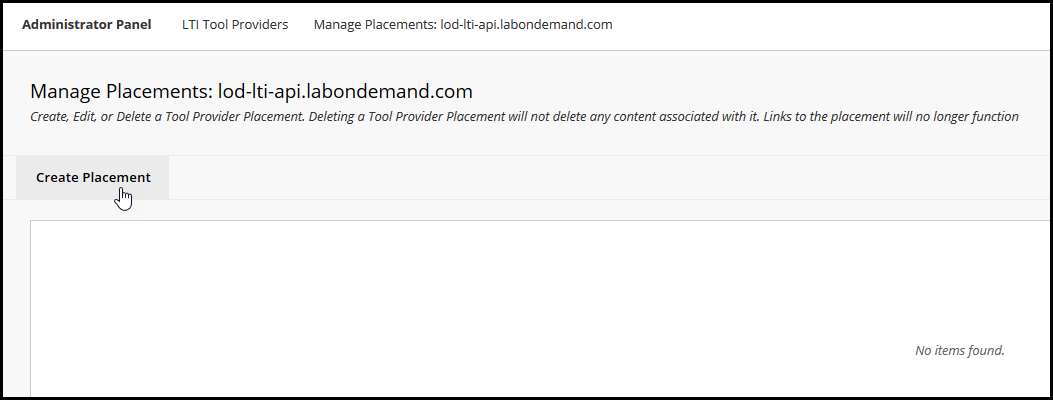 Administrator Panel LTI Tool Providers Manage Placements: lod-lti-api.labondemand.com
Manage Placements: lod-lti-api.labondemand.com
Create, Edit, or Delete a Tool Provider Placement. Deleting a Tool Provider Placement will not delete any content associated with it. Links to the placement will no longer function
Create Placement
No items found.